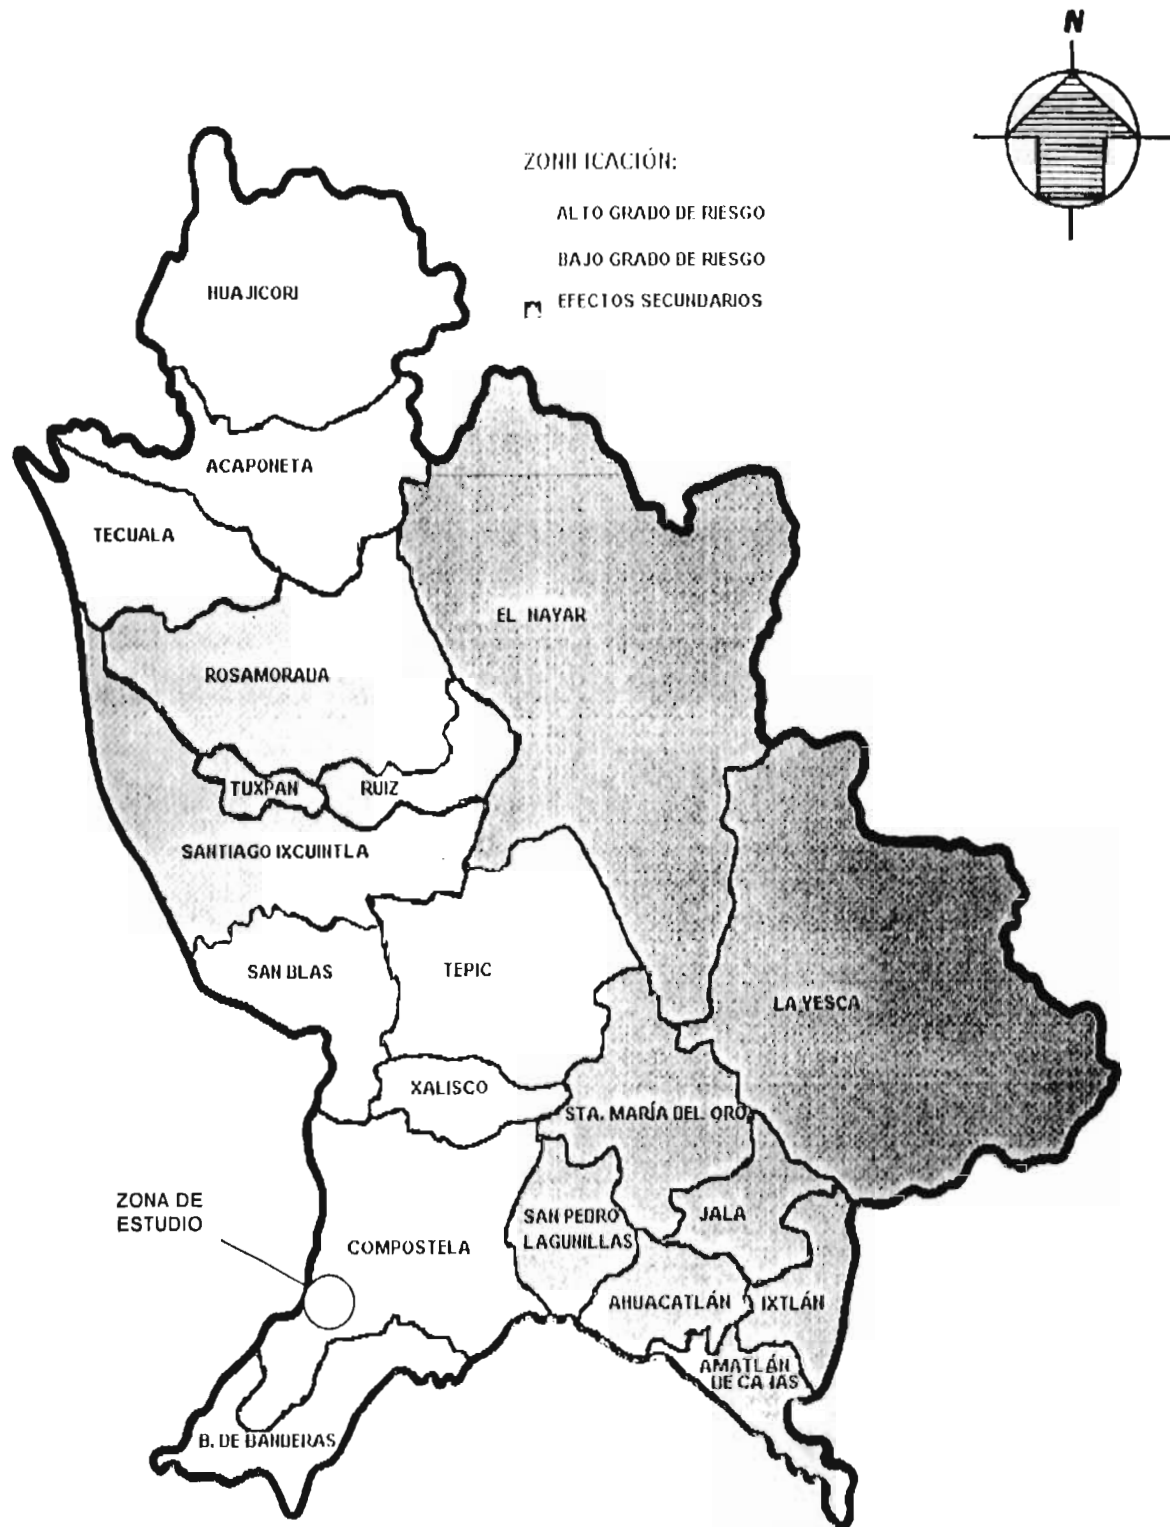 N
ZONIFICACIÓN:
ALTO GRADO DE RIESGO
BAJO GRADO DE RIESGO
EFECTOS SECUNDARIOS
HUAJICORI
ACAPONETA
TECUALA
EL NAYAR
ROSAMORADA
TUXPAN
RUIZ
SANTIAGO IXCUINTLA
SAN BLAS
TEPIC
LA YESCA
XALISCO
STA. MARÍA DEL ORO
ZONA DE
ESTUDIO
SAN PEDRO
LAGUNILLAS
JALA
COMPOSTELA
AHUACATLÁN
IXTLÁN
AMATLÁN
DE CAÑAS
B. DE BANDERAS